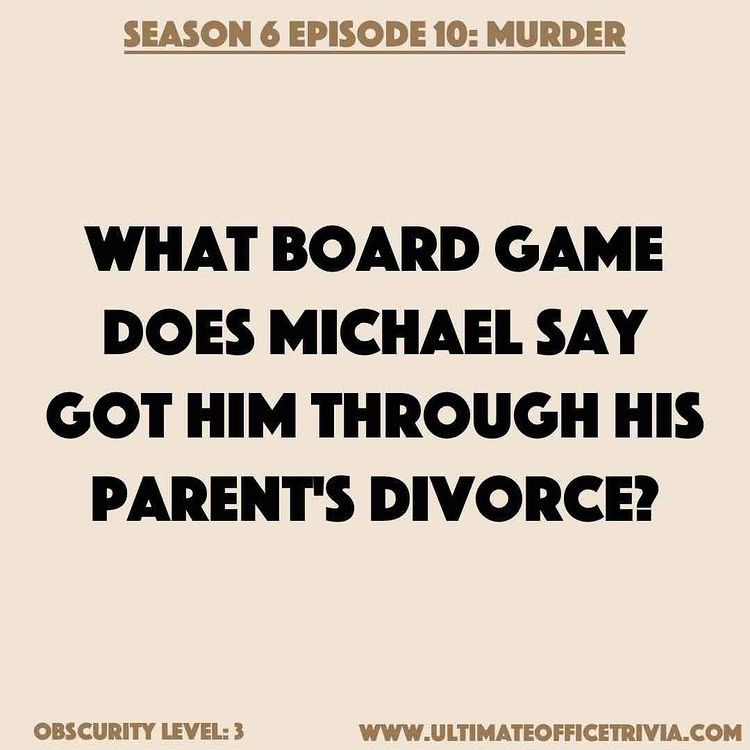 SEASON 6 EPISODE 10: MURDER
WHAT BOARD GAME
DOES MICHAEL SAY
GOT HIM THROUGH HIS
PARENT'S DIVORCE?
OBSCURITY LEVEL: 3
WWW.ULTIMATEOFFICETRIVIA.COM